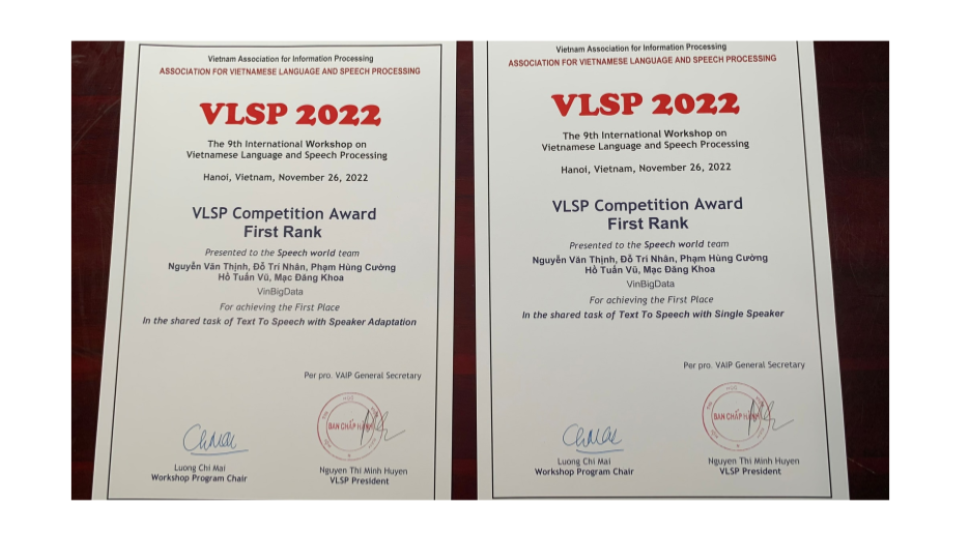 Vietnam Association for Information Processing
ASSOCIATION FOR VIETNAMESE LANGUAGE AND SPEECH PROCESSING
VLSP 2022
The 9th International Workshop on
Vietnamese Language and Speech Processing
Hanoi, Vietnam, November 26, 2022
VLSP Competition Award
First Rank
Presented to the Speech world team
Nguyễn Văn Thịnh, Đỗ Trí Nhân, Phạm Hùng Cường
Hồ Tuấn Vũ, Mạc Đăng Khoa
VinBigData
For achieving the First Place
In the shared task of Text To Speech with Speaker Adaptation
Per pro. VAIP General Secretary
BAN CHẤP
Luong Chi Mai
Workshop Program Chair
Nguyen Thi Minh Huyen
VLSP President
Vietnam Association for Information Processing
ASSOCIATION FOR VIETNAMESE LANGUAGE AND SPEECH PROCESSING
VLSP 2022
The 9th International Workshop on
Vietnamese Language and Speech Processing
Hanoi, Vietnam, November 26, 2022
VLSP Competition Award
First Rank
Presented to the Speech world team
Nguyễn Văn Thịnh, Đỗ Trí Nhân, Phạm Hùng Cường
Hồ Tuấn Vũ, Mạc Đăng Khoa
VinBigData
For achieving the First Place
In the shared task of Text To Speech with Single Speaker
Per pro. VAIP General Secretary
BAN CHẤP
Luong Chi Mai
Workshop Program Chair
Nguyen Thi Minh Huyen
VLSP President